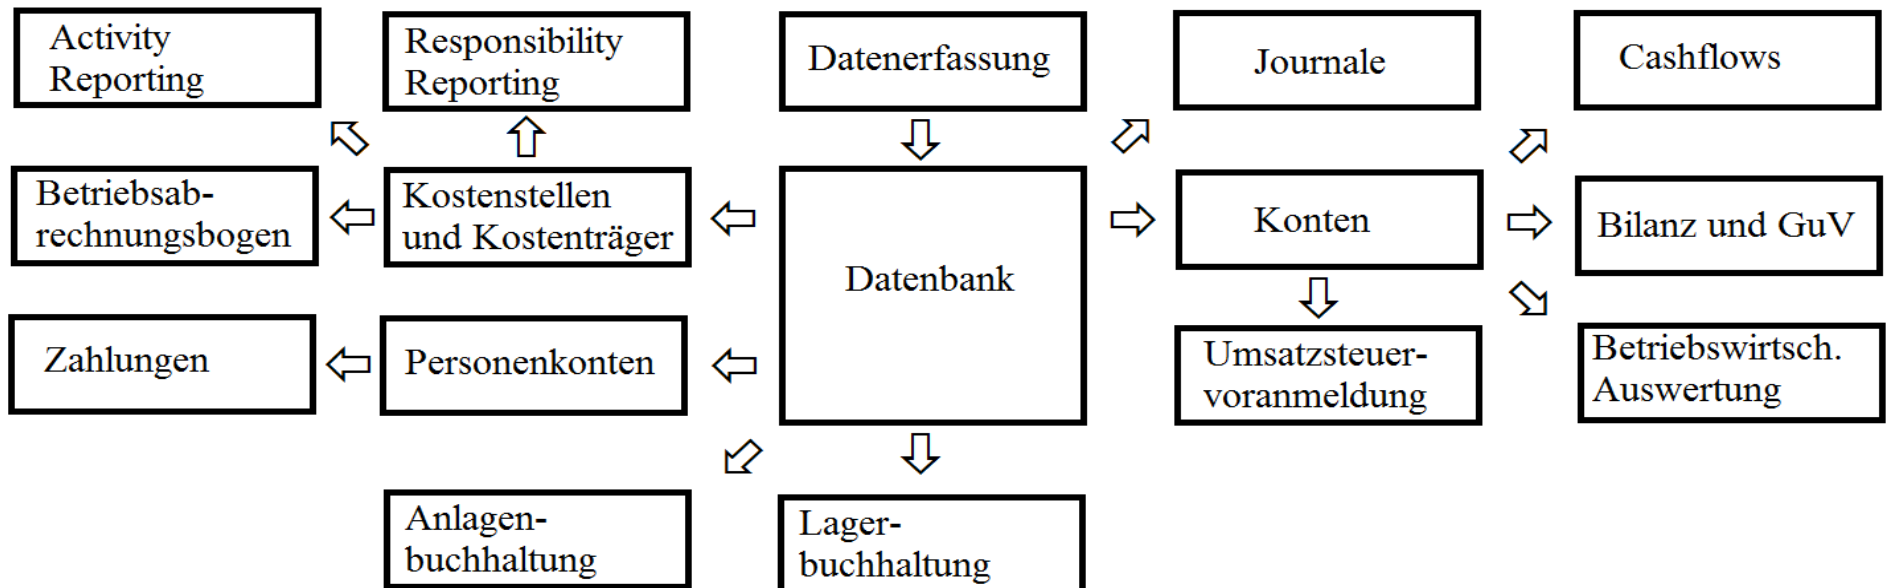 Activity
Reporting
Responsibility
Reporting
Datenerfassung
Journale
Cashflows
Betriebsab-
rechnungsbogen
Kostenstellen
und Kostenträger
Datenbank
Konten
Bilanz und GuV
Zahlungen
Personenkonten
Umsatzsteuer-
voranmeldung
Betriebswirtsch.
Auswertung
Anlagen-
buchhaltung
Lager-
buchhaltung